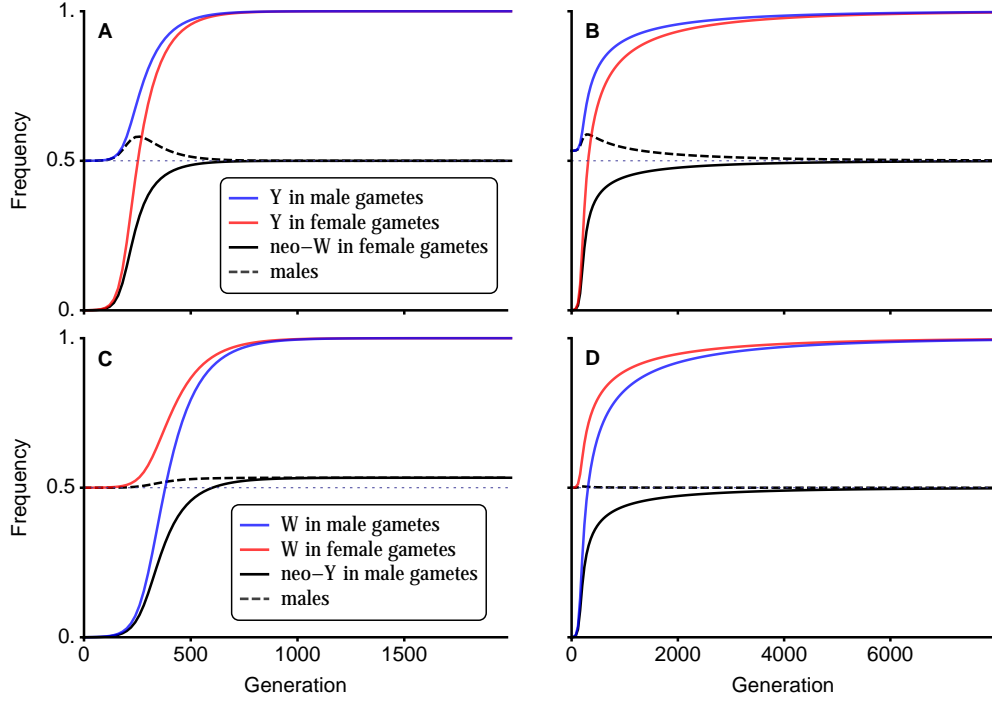 A
B
1.
0.5
0.
Frequency
Y in male gametes
Y in female gametes
neo–W in female gametes
males
C
D
1.
0.5
0.
Frequency
W in male gametes
W in female gametes
neo–Y in male gametes
males
0 500 1000 1500
0 2000 4000 6000
Generation
Generation